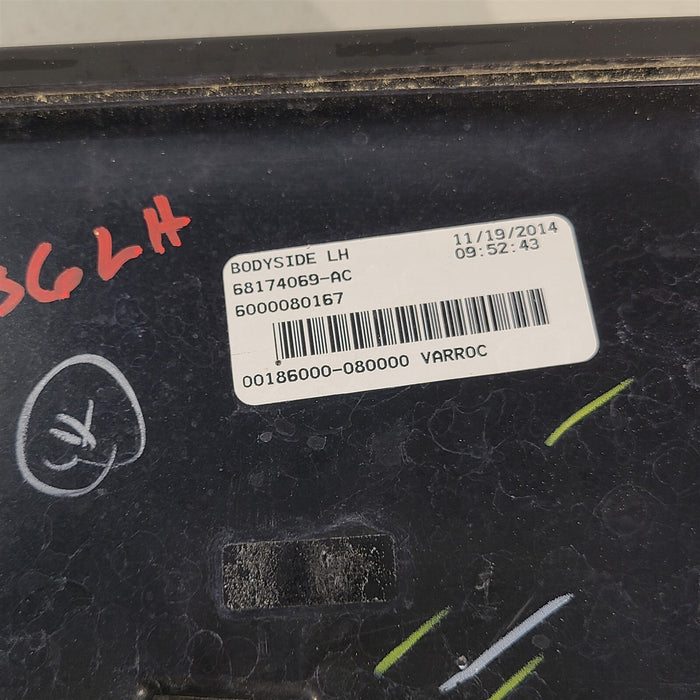 36LH
BODYSIDE LH 11/19/2014
68174069-AC 09:52:43
6000080167
00186000-080000 VARROC